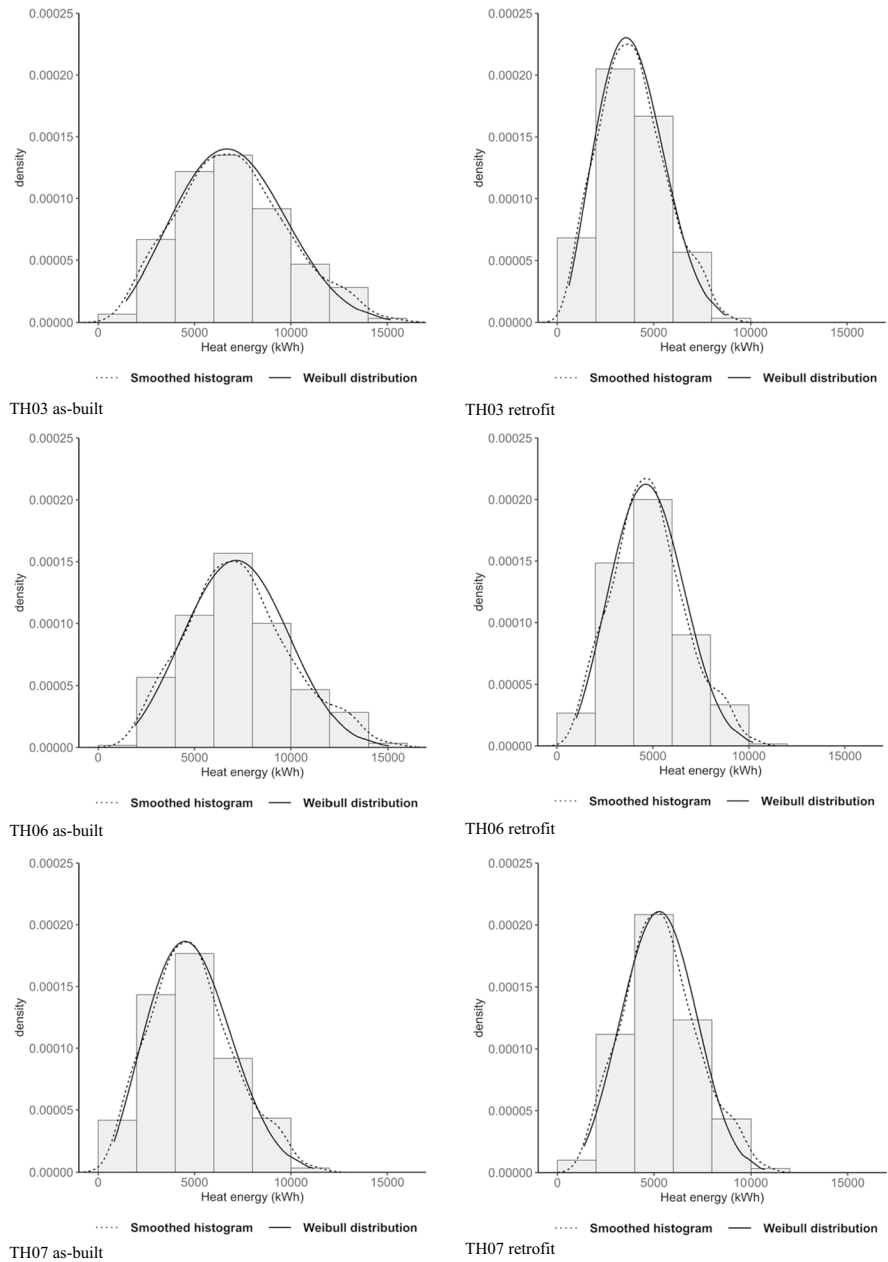 0.00025
0.00020
0.00015
0.00010
0.00005
0.00000
density
0 5000 10000 15000
Heat energy (kWh)
Smoothed histogram Weibull distribution
TH03 as-built
0.00025
0.00020
0.00015
0.00010
0.00005
0.00000
density
0 5000 10000 15000
Heat energy (kWh)
Smoothed histogram Weibull distribution
TH03 retrofit
0.00025
0.00020
0.00015
0.00010
0.00005
0.00000
density
0 5000 10000 15000
Heat energy (kWh)
Smoothed histogram Weibull distribution
TH06 as-built
0.00025
0.00020
0.00015
0.00010
0.00005
0.00000
density
0 5000 10000 15000
Heat energy (kWh)
Smoothed histogram Weibull distribution
TH06 retrofit
0.00025
0.00020
0.00015
0.00010
0.00005
0.00000
density
0 5000 10000 15000
Heat energy (kWh)
Smoothed histogram Weibull distribution
TH07 as-built
0.00025
0.00020
0.00015
0.00010
0.00005
0.00000
density
0 5000 10000 15000
Heat energy (kWh)
Smoothed histogram Weibull distribution
TH07 retrofit